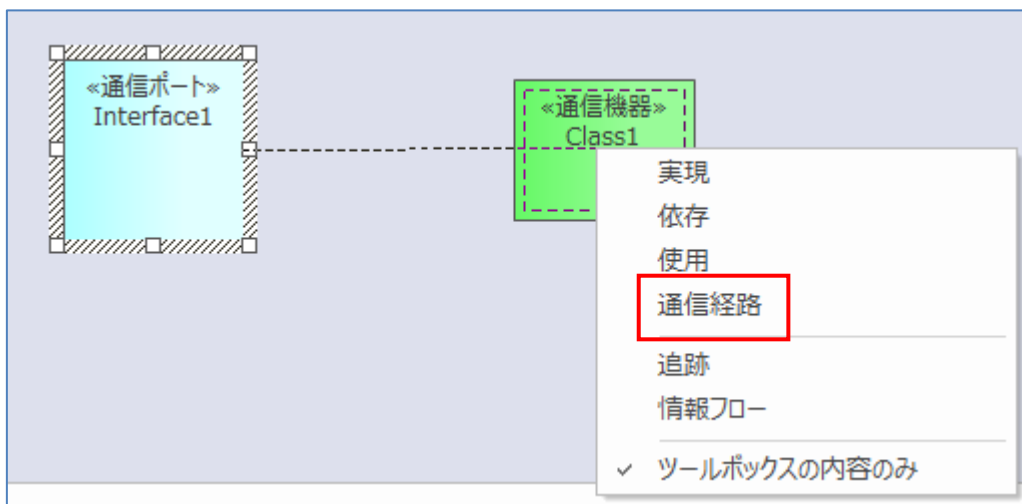 «通信ポート»
Interface1
«通信機器»
Class1
実現
依存
使用
通信経路
追跡
情報フロー
ツールボックスの内容のみ